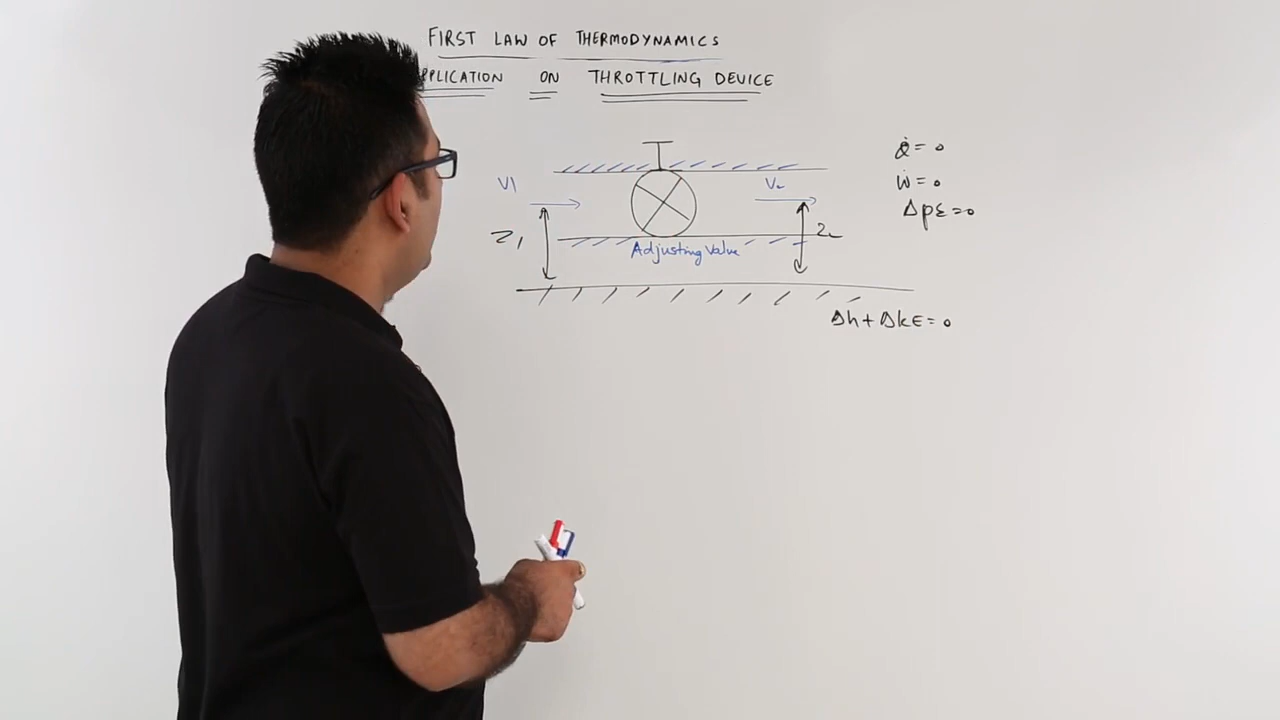 FIRST LAW OF THERMODYNAMICS
PPLICATION ON THROTTLING DEVICE
Q̇ = 0
V1
V2
Ẇ = 0
ΔPE = 0
Z1
Z2
Adjusting Valve
Δh + ΔKE = 0